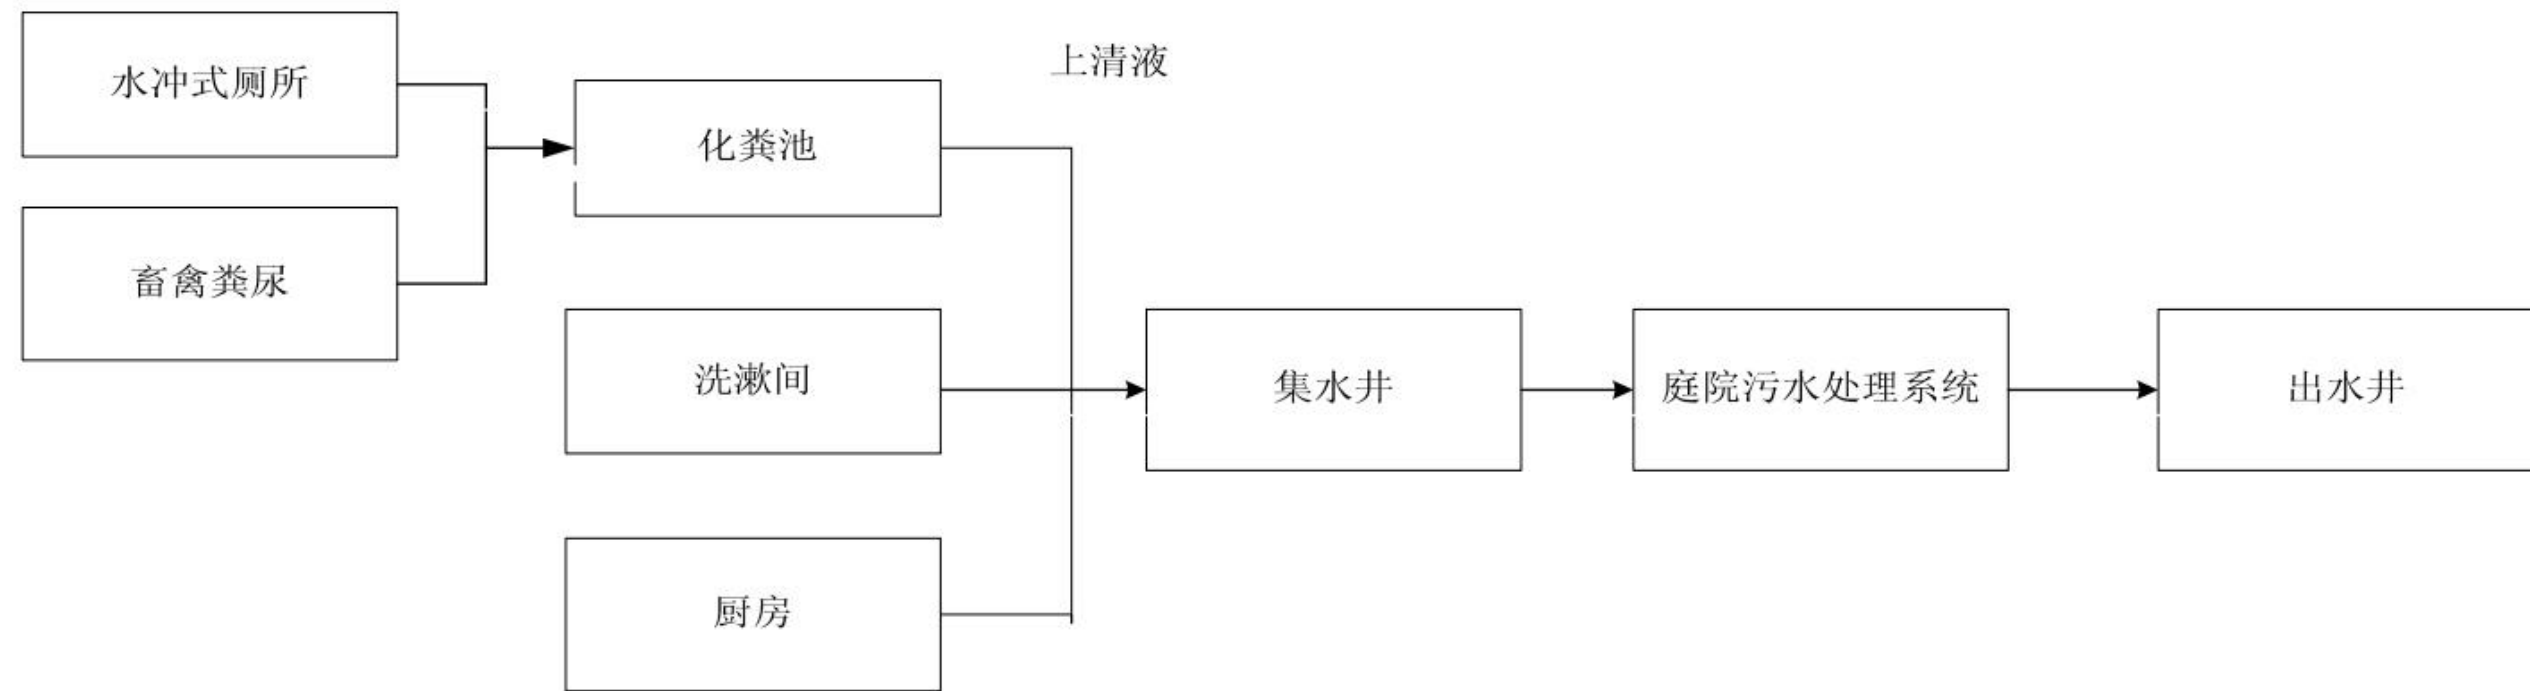 水冲式厕所
上清液
化粪池
畜禽粪尿
洗漱间
集水井
庭院污水处理系统
出水井
厨房